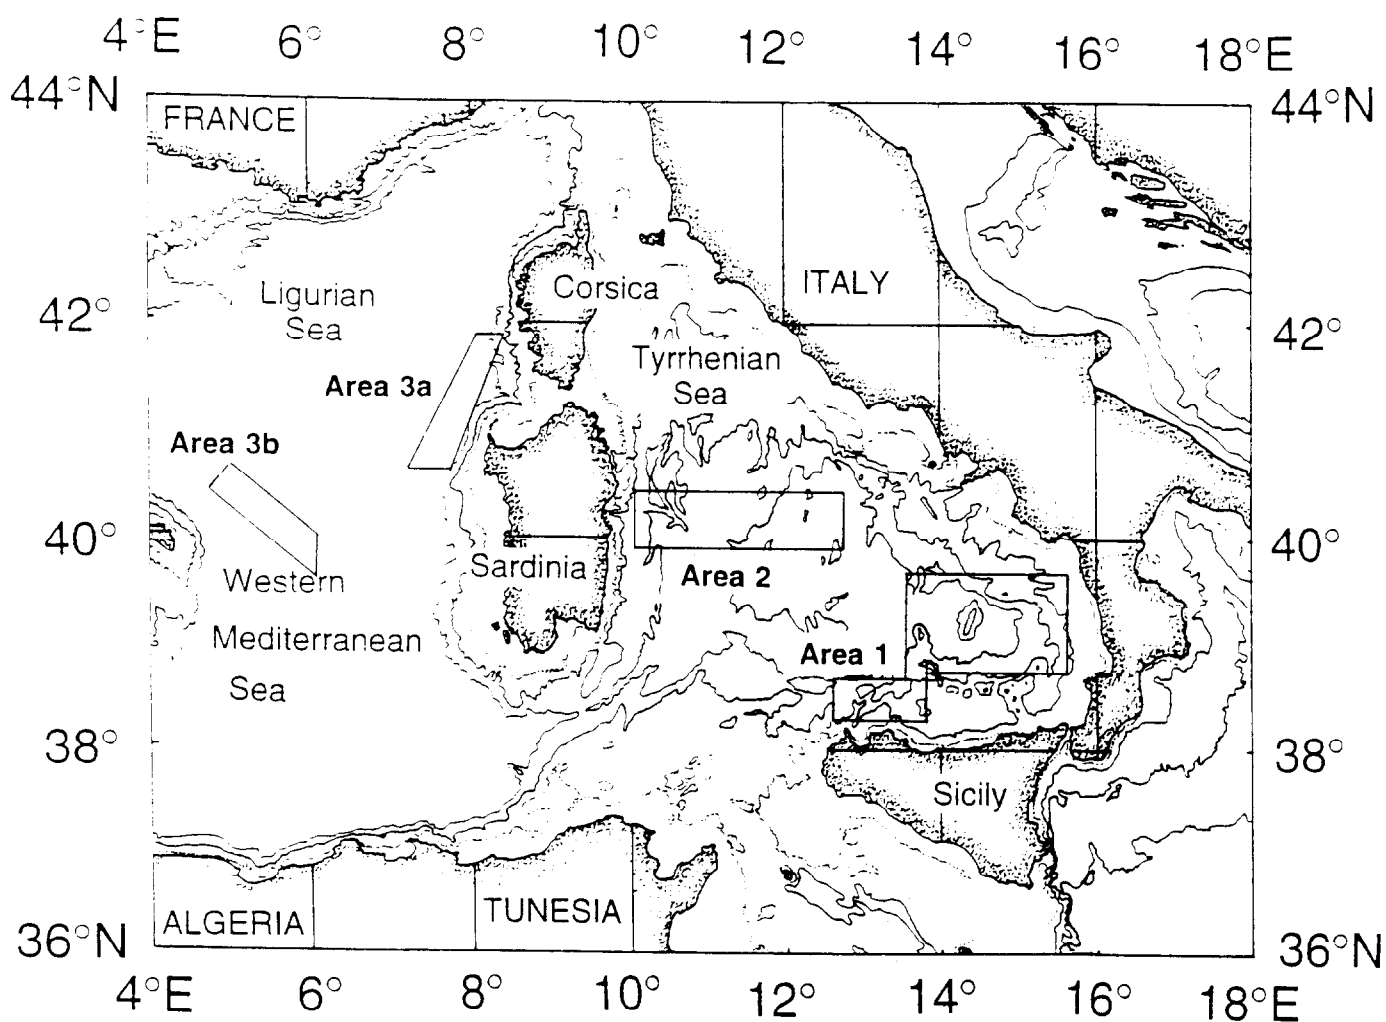 4°E 6° 8° 10° 12° 14° 16° 18°E
44°N 44°N
FRANCE
ITALY
Corsica
Ligurian
Sea
42° 42°
Tyrrhenian
Sea
Area 3a
Area 3b
40° 40°
Sardinia
Area 2
Western
Mediterranean
Sea
Area 1
38° 38°
Sicily
TUNESIA
ALGERIA
36°N 36°N
4°E 6° 8° 10° 12° 14° 16° 18°E